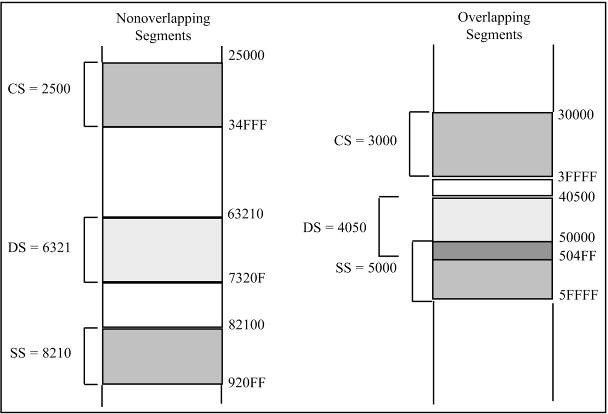 Nonoverlapping
Segments
25000
CS = 2500
34FFF
63210
DS = 6321
7320F
82100
SS = 8210
920FF
Overlapping
Segments
30000
CS = 3000
3FFFF
40500
DS = 4050
50000
504FF
SS = 5000
5FFFF